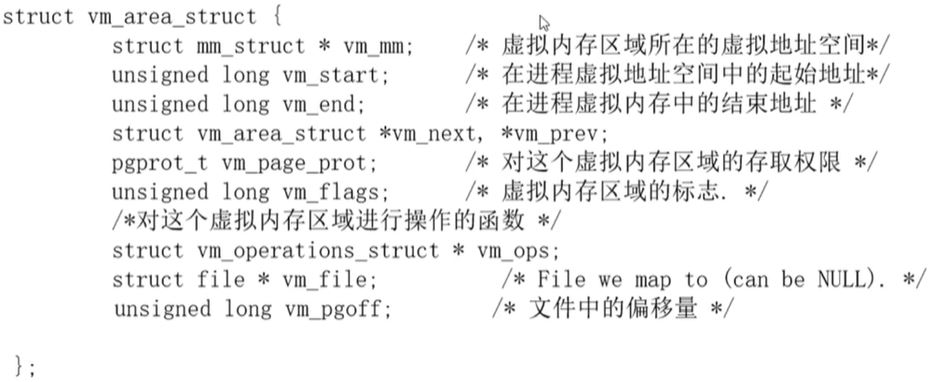 struct vm_area_struct {
struct mm_struct * vm_mm; /* 虚拟内存区域所在的虚拟地址空间*/
unsigned long vm_start; /* 在进程虚拟地址空间中的起始地址*/
unsigned long vm_end; /* 在进程虚拟内存中的结束地址 */
struct vm_area_struct *vm_next, *vm_prev;
pgprot_t vm_page_prot; /* 对这个虚拟内存区域的存取权限 */
unsigned long vm_flags; /* 虚拟内存区域的标志. */
/*对这个虚拟内存区域进行操作的函数 */
struct vm_operations_struct * vm_ops;
struct file * vm_file; /* File we map to (can be NULL). */
unsigned long vm_pgoff; /* 文件中的偏移量 */
};